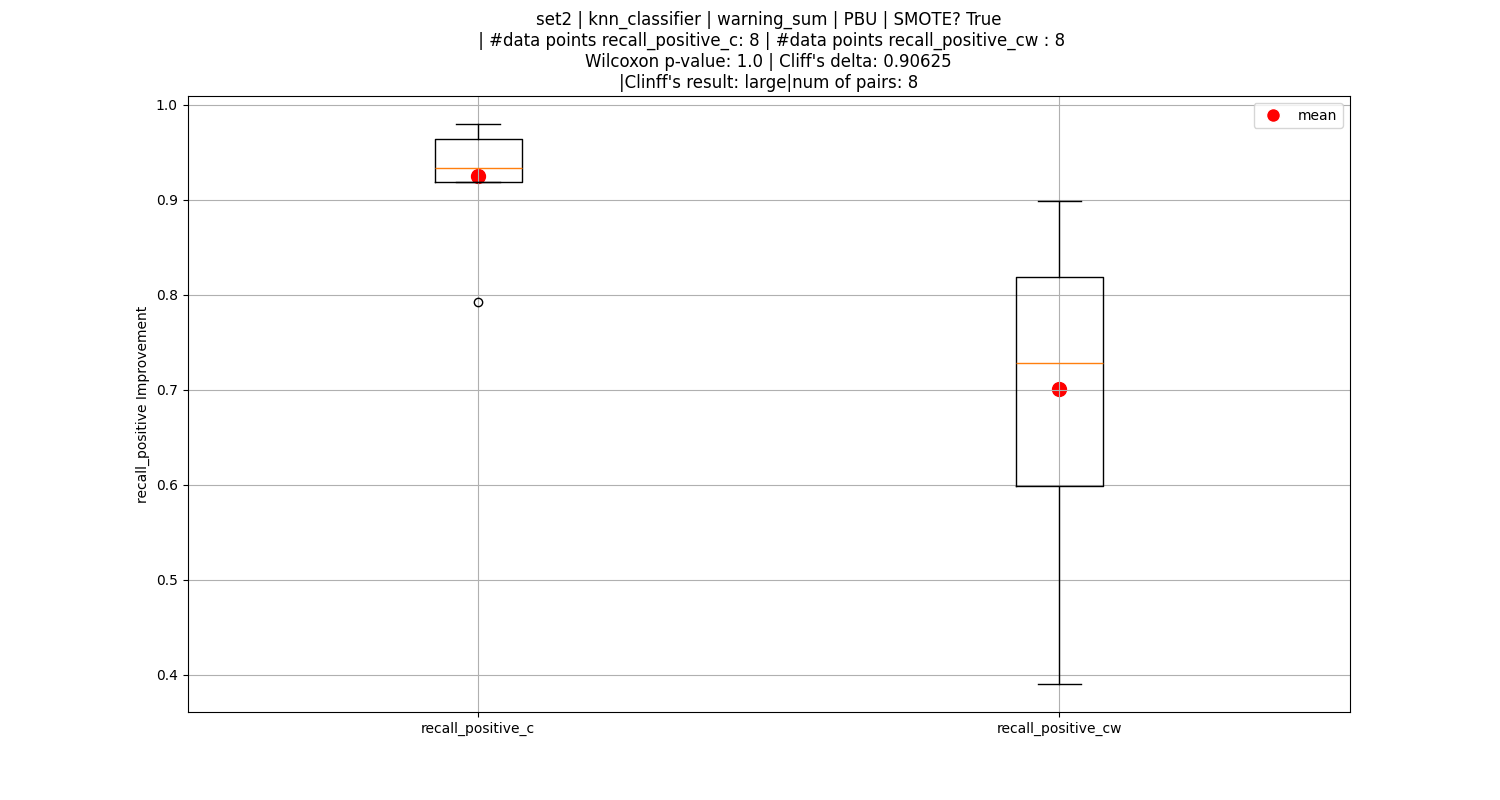 set2 | knn_classifier | warning_sum | PBU | SMOTE? True
| #data points recall_positive_c: 8 | #data points recall_positive_cw : 8
Wilcoxon p-value: 1.0 | Cliff's delta: 0.90625
|Clinff's result: large|num of pairs: 8
mean
1.0
0.9
0.8
0.7
0.6
0.5
0.4
recall_positive Improvement
recall_positive_c
recall_positive_cw